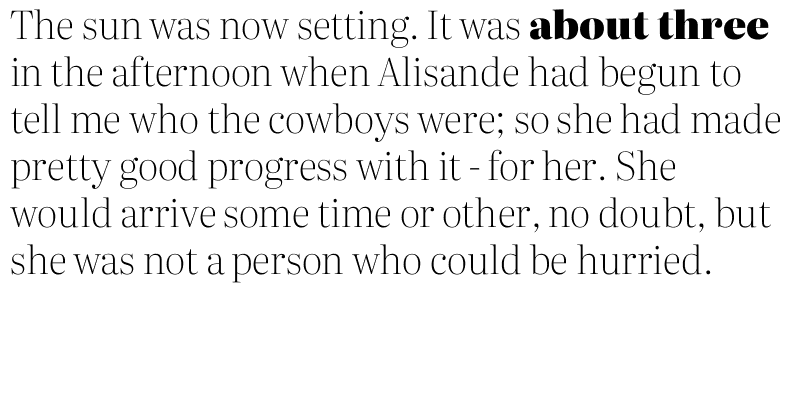 The sun was now setting. It was about three
in the afternoon when Alisande had begun to
tell me who the cowboys were; so she had made
pretty good progress with it - for her. She
would arrive some time or other, no doubt, but
she was not a person who could be hurried.